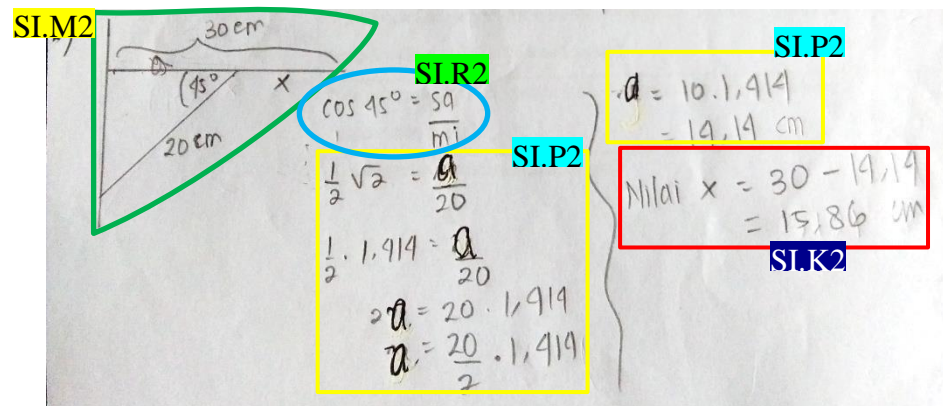 SI.M2
30 cm
a
(45°
x
20 cm
SI.R2
cos 45° = sa
mi
SI.P2
1/2 √2 = a/20
1/2 . 1,414 = a/20
2a = 20 . 1,414
a = 20/2 . 1,414
SI.P2
a = 10 . 1,414
= 14,14 cm
Nilai x = 30 - 14,14
= 15,86 cm
SI.K2